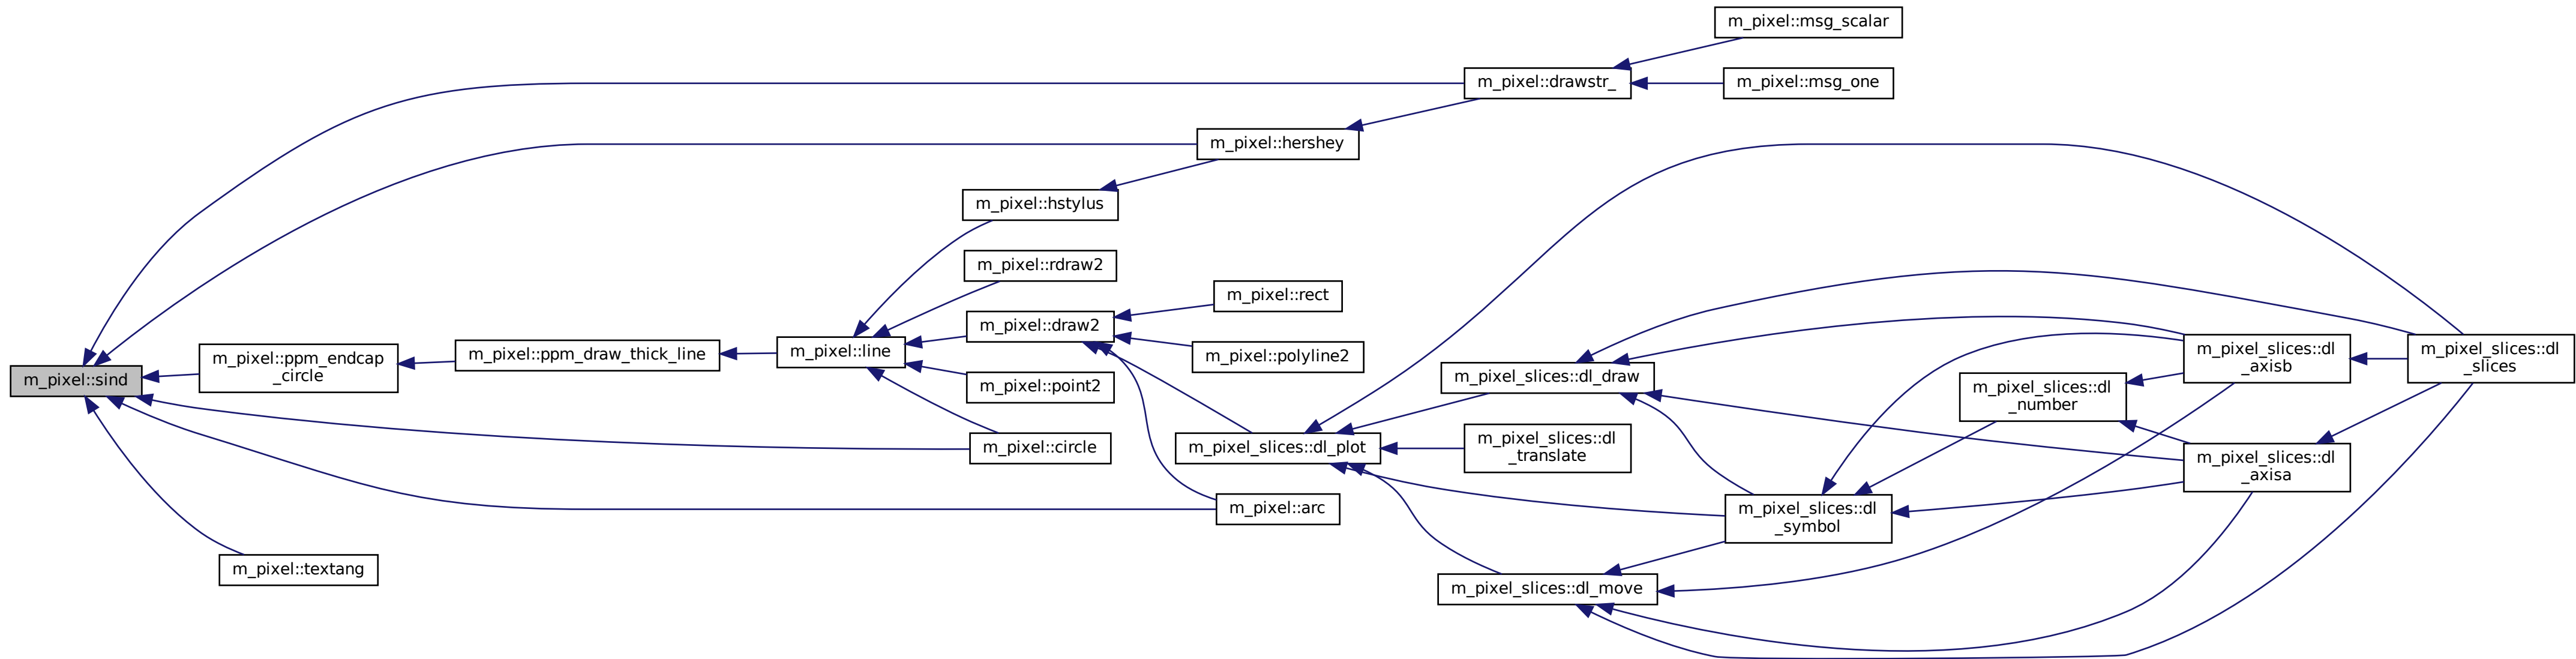 m_pixel::msg_scalar
m_pixel::drawstr_
m_pixel::msg_one
m_pixel::hershey
m_pixel::hstylus
m_pixel::rdraw2
m_pixel::rect
m_pixel::draw2
m_pixel::polyline2
m_pixel::line
m_pixel::ppm_draw_thick_line
m_pixel::ppm_endcap
_circle
m_pixel::sind
m_pixel::point2
m_pixel::circle
m_pixel::arc
m_pixel::textang
m_pixel_slices::dl_plot
m_pixel_slices::dl_draw
m_pixel_slices::dl
_translate
m_pixel_slices::dl
_symbol
m_pixel_slices::dl_move
m_pixel_slices::dl
_number
m_pixel_slices::dl
_axisb
m_pixel_slices::dl
_axisa
m_pixel_slices::dl
_slices